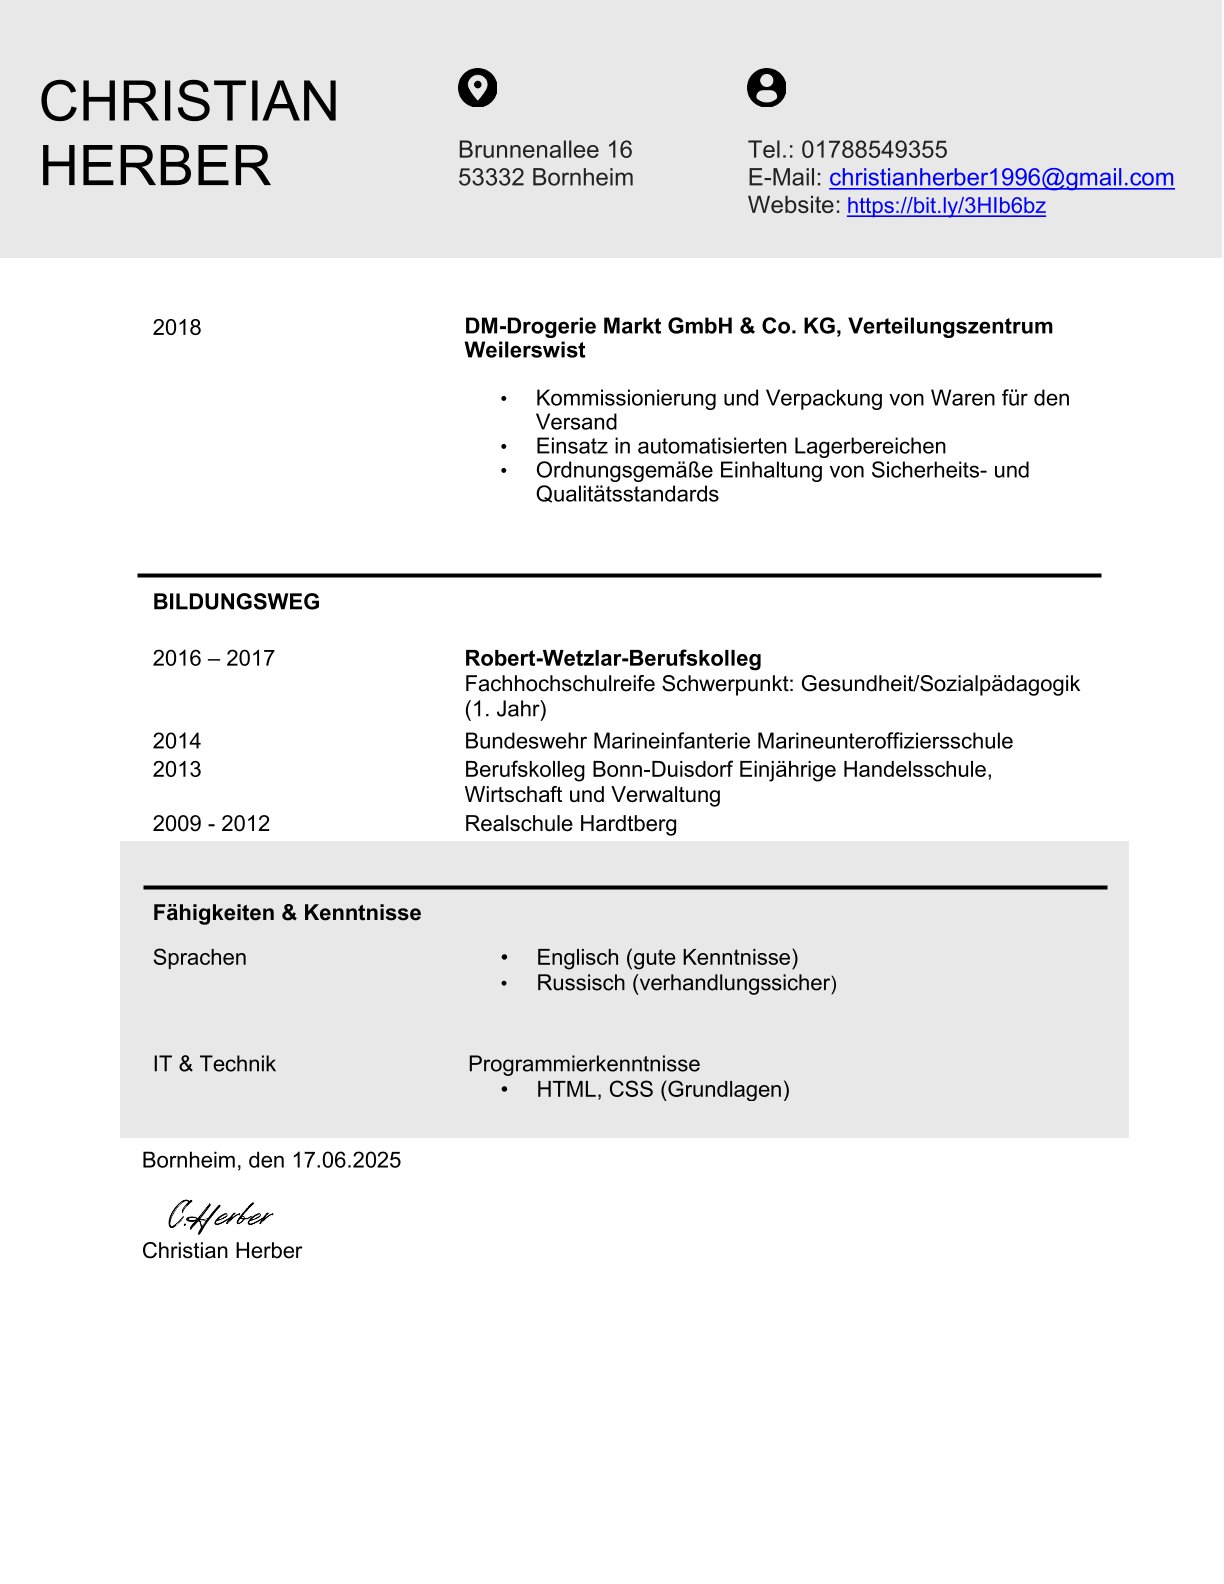 CHRISTIAN
HERBER
Brunnenallee 16
53332 Bornheim
Tel.: 01788549355
E-Mail: christianherber1996@gmail.com
Website: https://bit.ly/3HIb6bz
2018
DM-Drogerie Markt GmbH & Co. KG, Verteilungszentrum
Weilerswist
• Kommissionierung und Verpackung von Waren für den
Versand
• Einsatz in automatisierten Lagerbereichen
• Ordnungsgemäße Einhaltung von Sicherheits- und
Qualitätsstandards
BILDUNGSWEG
2016 – 2017 Robert-Wetzlar-Berufskolleg
Fachhochschulreife Schwerpunkt: Gesundheit/Sozialpädagogik
(1. Jahr)
2014 Bundeswehr Marineinfanterie Marineunteroffiziersschule
2013 Berufskolleg Bonn-Duisdorf Einjährige Handelsschule,
Wirtschaft und Verwaltung
2009 - 2012 Realschule Hardtberg
Fähigkeiten & Kenntnisse
Sprachen • Englisch (gute Kenntnisse)
• Russisch (verhandlungssicher)
IT & Technik Programmierkenntnisse
• HTML, CSS (Grundlagen)
Bornheim, den 17.06.2025
C.Herber
Christian Herber